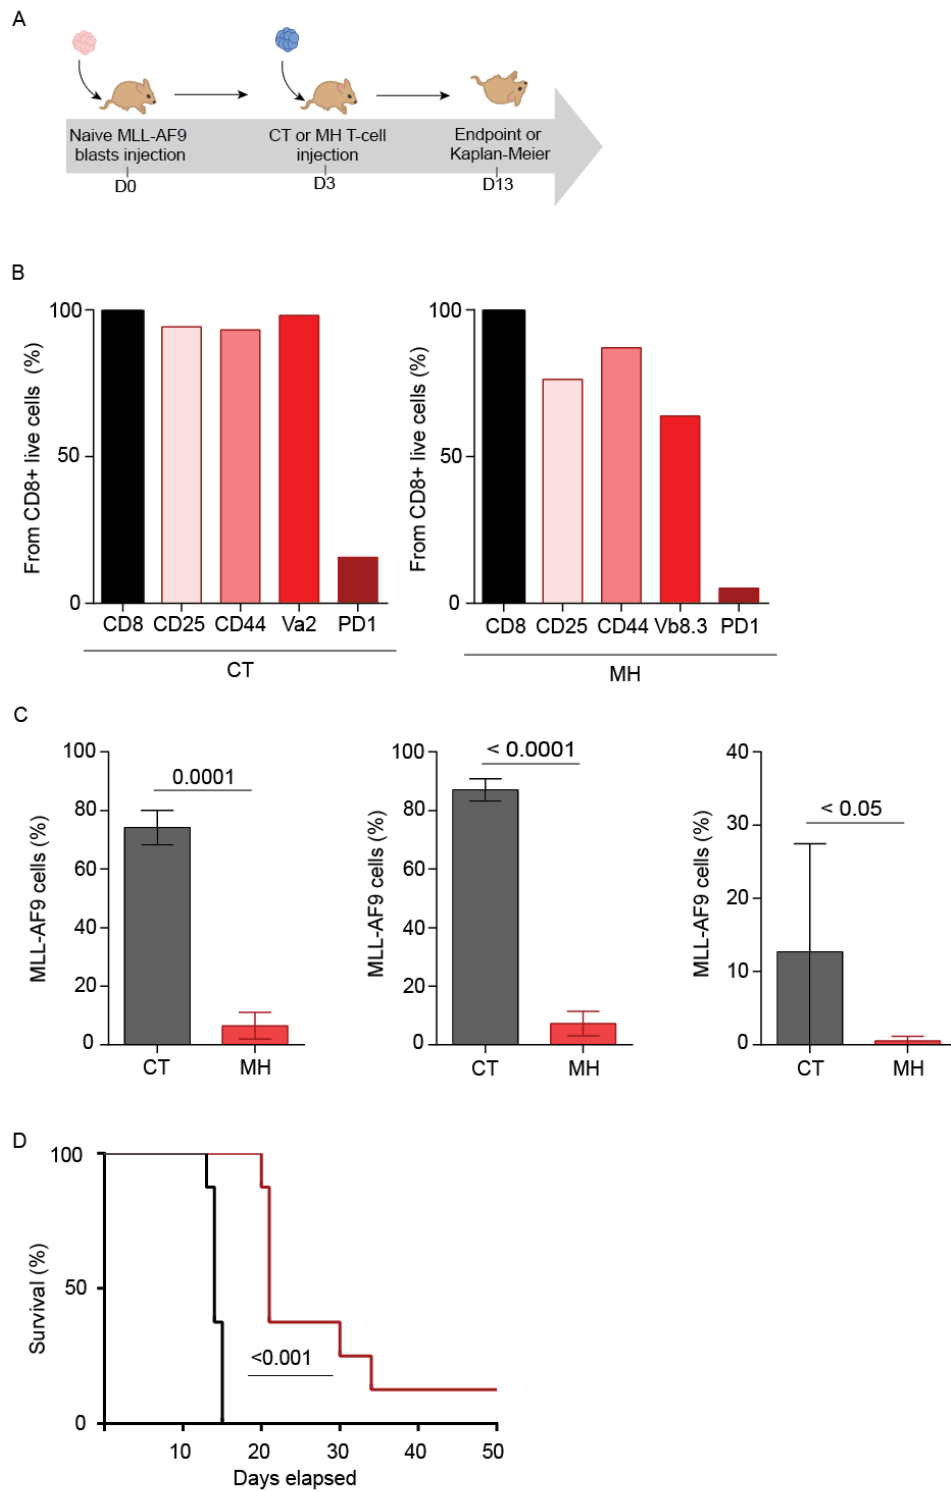 A
Naive MLL-AF9
blasts injection
D0
CT or MH T-cell
injection
D3
Endpoint or
Kaplan-Meier
D13
B
From CD8+ live cells (%)
100
50
0
CD8 CD25 CD44 Va2 PD1
CT
From CD8+ live cells (%)
100
50
0
CD8 CD25 CD44 Vb8.3 PD1
MH
C
MLL-AF9 cells (%)
100
80
60
40
20
0
0.0001
CT MH
MLL-AF9 cells (%)
100
80
60
40
20
0
< 0.0001
CT MH
MLL-AF9 cells (%)
40
30
20
10
0
< 0.05
CT MH
D
Survival (%)
100
50
0
<0.001
10 20 30 40 50
Days elapsed